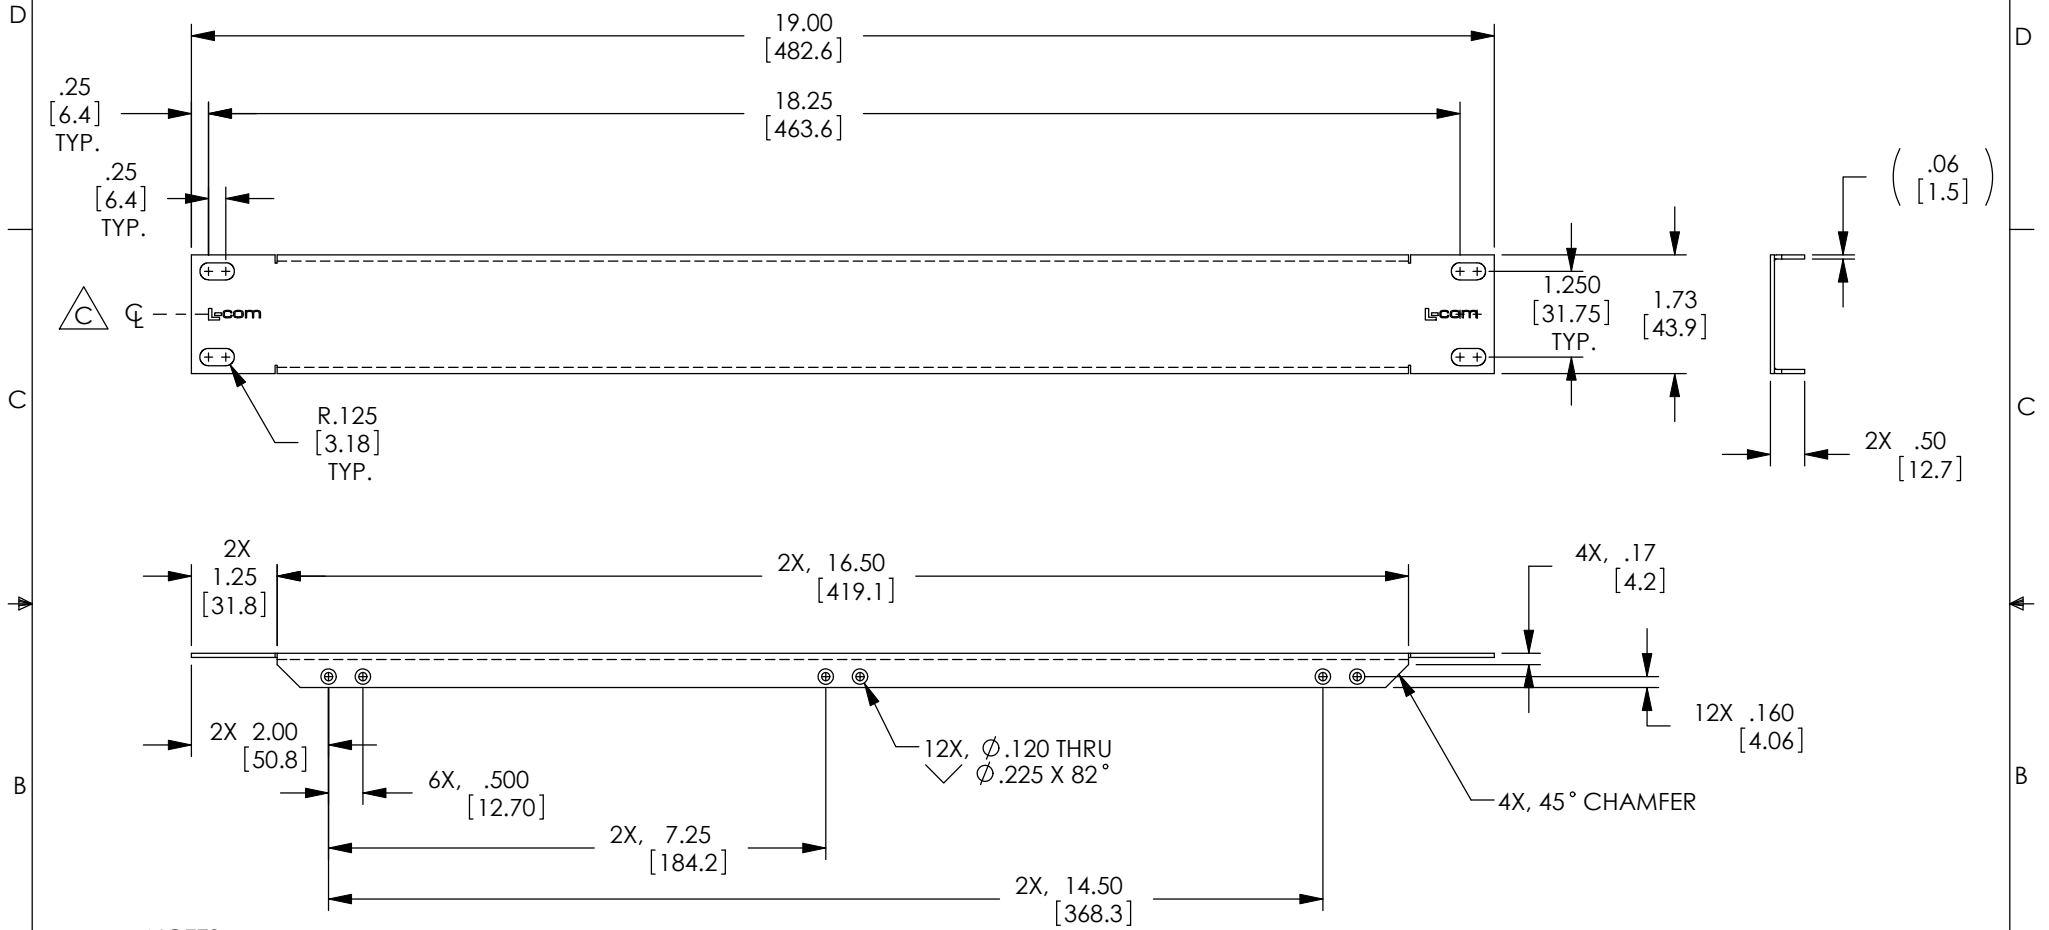 D
D
19.00
[482.6]
.25
[6.4]
TYP.
18.25
[463.6]
.25
[6.4]
TYP.
( .06
[1.5] )
C
℄
L-com
L-com
1.250
[31.75]
TYP.
1.73
[43.9]
C
C
R.125
[3.18]
TYP.
2X .50
[12.7]
2X
1.25
[31.8]
2X, 16.50
[419.1]
4X, .17
[4.2]
2X 2.00
[50.8]
12X, Ø.120 THRU
⌵ Ø.225 X 82°
12X .160
[4.06]
6X, .500
[12.70]
4X, 45° CHAMFER
B
B
2X, 7.25
[184.2]
2X, 14.50
[368.3]